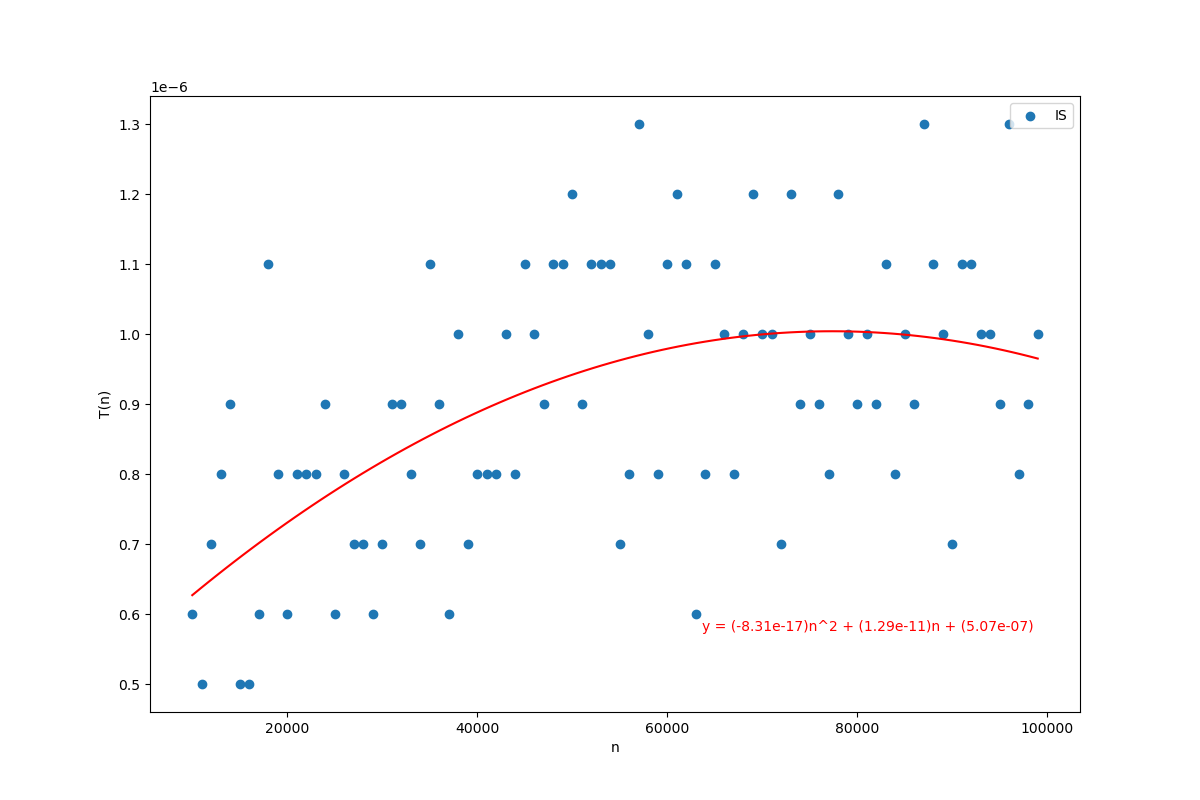 1e−6
IS
1.3
1.2
1.1
1.0
0.9
0.8
0.7
0.6
0.5
T(n)
y = (-8.31e-17)n^2 + (1.29e-11)n + (5.07e-07)
20000 40000 60000 80000 100000
n